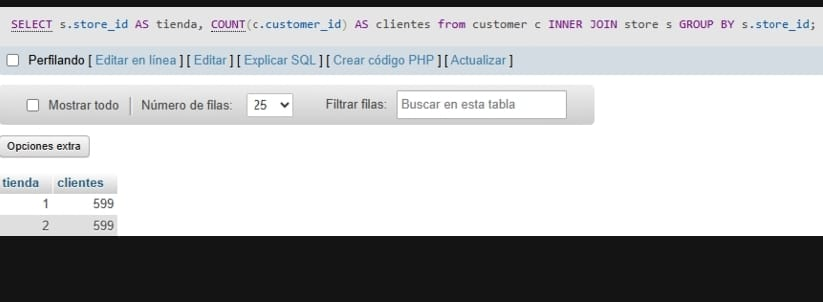 SELECT s.store_id AS tienda, COUNT(c.customer_id) AS clientes from customer c INNER JOIN store s GROUP BY s.store_id;
Perfilando [ Editar en línea ] [ Editar ] [ Explicar SQL ] [ Crear código PHP ] [ Actualizar ]
Mostrar todo | Número de filas: 25 Filtrar filas: Buscar en esta tabla
Opciones extra
tienda clientes
1 599
2 599